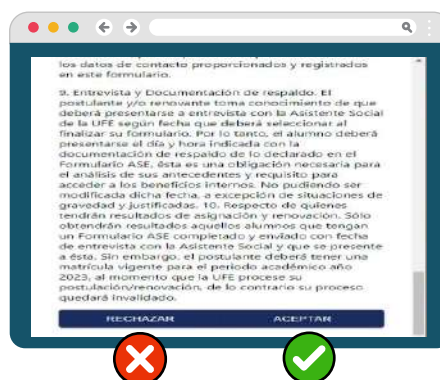 los datos de contacto proporcionados y registrados
en este formulario.
9. Entrevista y Documentación de respaldo. El
postulante y/o renovante toma conocimiento de que
deberá presentarse a entrevista con la Asistente Social
de la UFE según fecha que deberá seleccionar al
finalizar su formulario. Por lo tanto, el alumno deberá
presentarse el día y hora indicada con la
documentación de respaldo de lo declarado en el
Formulario ASE, ésta es una obligación necesaria para
el análisis de sus antecedentes y requisito para
acceder a los beneficios internos. No pudiendo ser
modificada dicha fecha, a excepción de situaciones de
gravedad y justificadas. 10. Respecto de quienes
tendrán resultados de asignación y renovación. Sólo
obtendrán resultados aquellos alumnos que tengan
un Formulario ASE completado y enviado con fecha
de entrevista con la Asistente Social y que se presente
a ésta. Sin embargo, el postulante deberá tener una
matrícula vigente para el periodo académico año
2023, al momento que la UFE procese su
postulación/renovación, de lo contrario su proceso
quedará invalidado.
RECHAZAR ACEPTAR